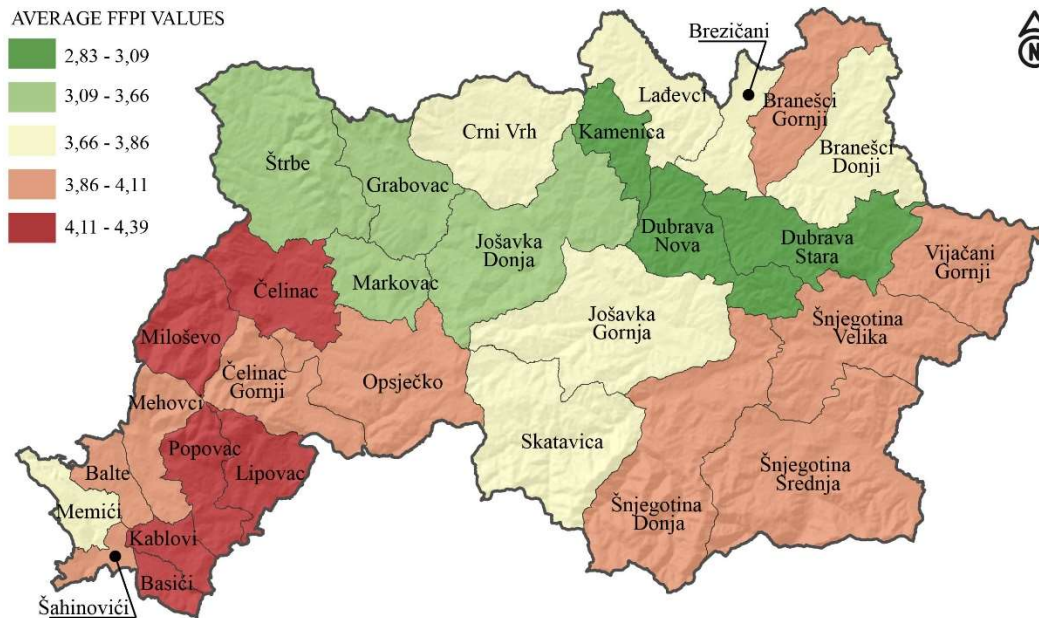 AVERAGE FFPI VALUES
2,83 - 3,09
3,09 - 3,66
3,66 - 3,86
3,86 - 4,11
4,11 - 4,39
Brezičani
N
Lađevci
Branešci
Gornji
Crni Vrh
Kamenica
Štrbe
Branešci
Donji
Grabovac
Jošavka
Donja
Dubrava
Nova
Dubrava
Stara
Vijačani
Gornji
Čelinac
Markovac
Jošavka
Gornja
Šnjegotina
Velika
Miloševo
Čelinac
Gornji
Opsječko
Mehovci
Popovac
Skatavica
Balte
Lipovac
Šnjegotina
Srednja
Memići
Šnjegotina
Donja
Kablovi
Basići
Šahinovići